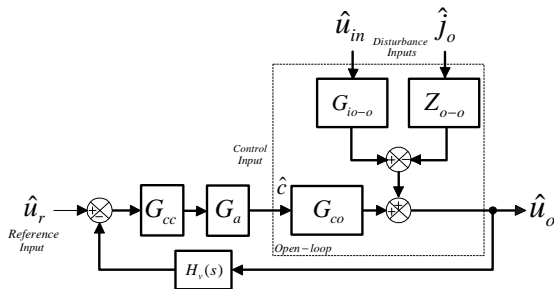 û_in
ĵ_o
Disturbance
Inputs
G_io-o
Z_o-o
Control
Input
ĉ
+
−
û_r
+
−
G_cc
G_a
G_co
+
+
û_o
Reference
Input
Open-loop
H_v(s)